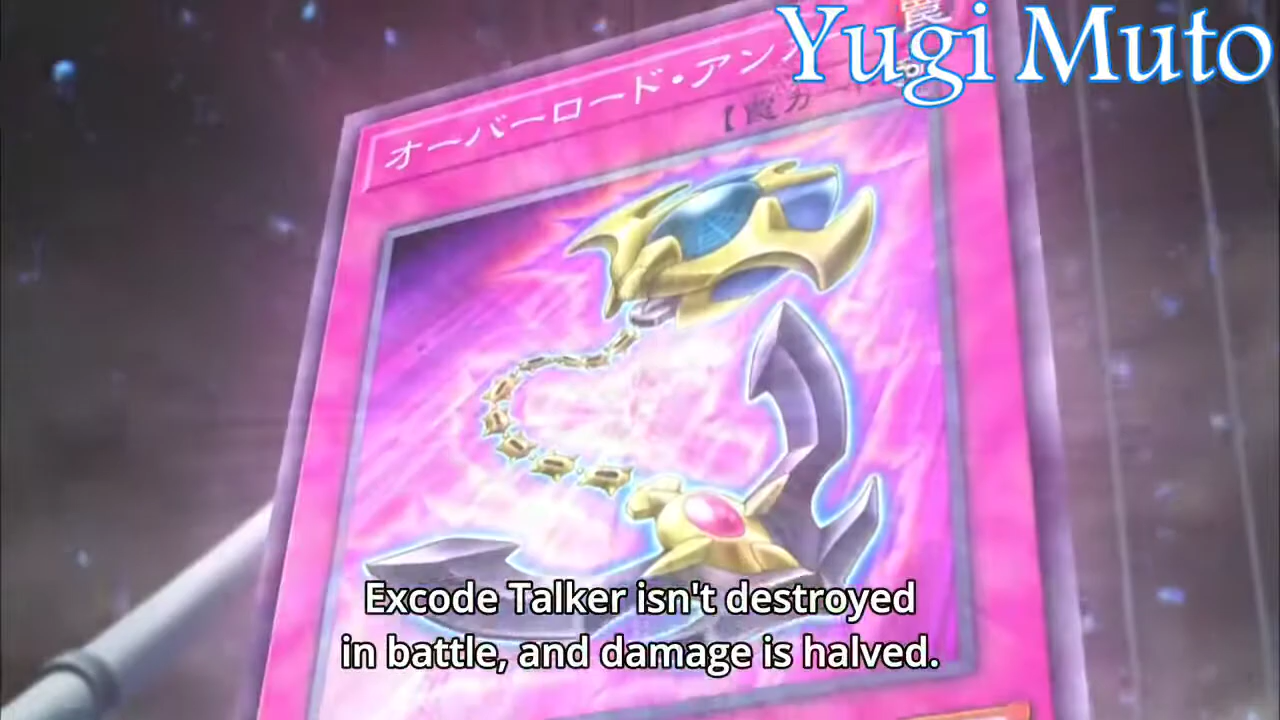 Yugi Muto
罠
オーバーロード・アン
【罠カー
Excode Talker isn't destroyed
in battle, and damage is halved.